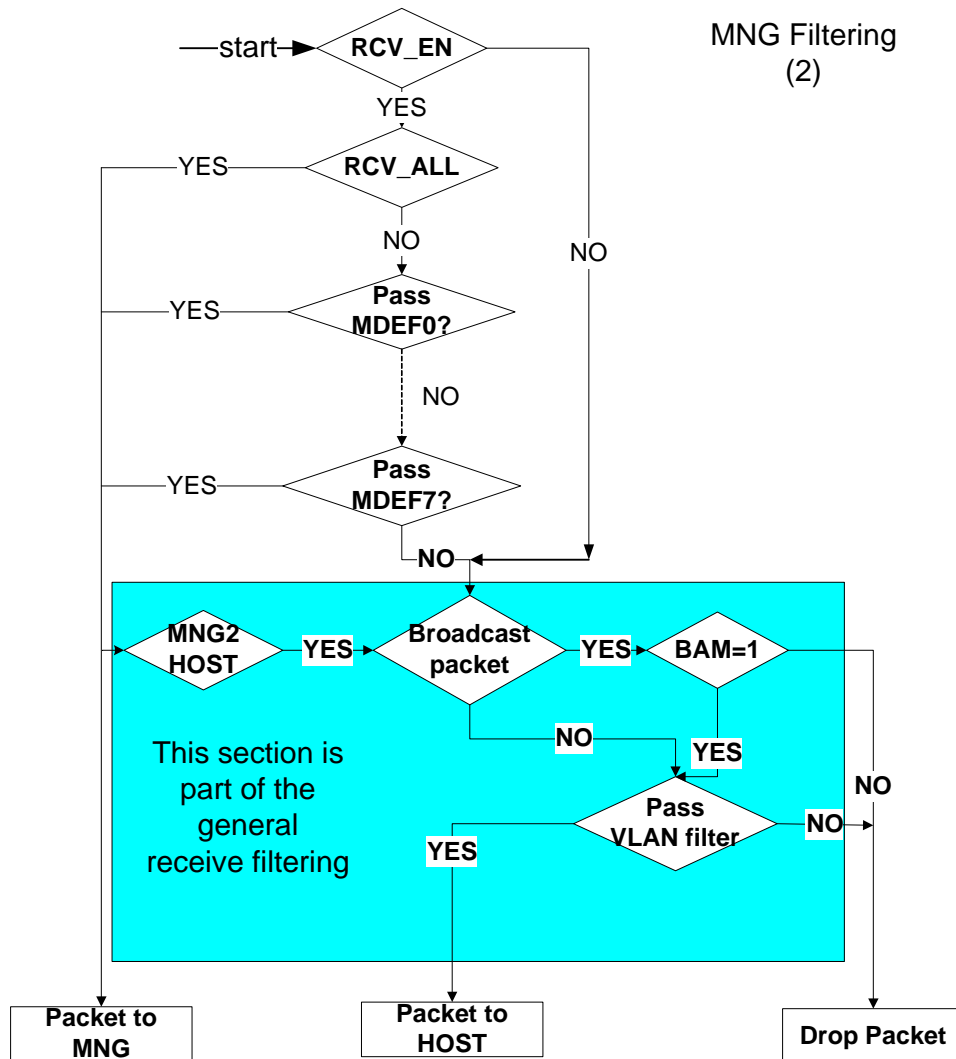 MNG Filtering
(2)
start
RCV_EN
YES
RCV_ALL
YES
NO
NO
Pass
MDEF0?
YES
NO
Pass
MDEF7?
YES
NO
MNG2
HOST
YES
Broadcast
packet
YES
BAM=1
NO
YES
NO
This section is
part of the
general
receive filtering
Pass
VLAN filter
NO
YES
Packet to
MNG
Packet to
HOST
Drop Packet